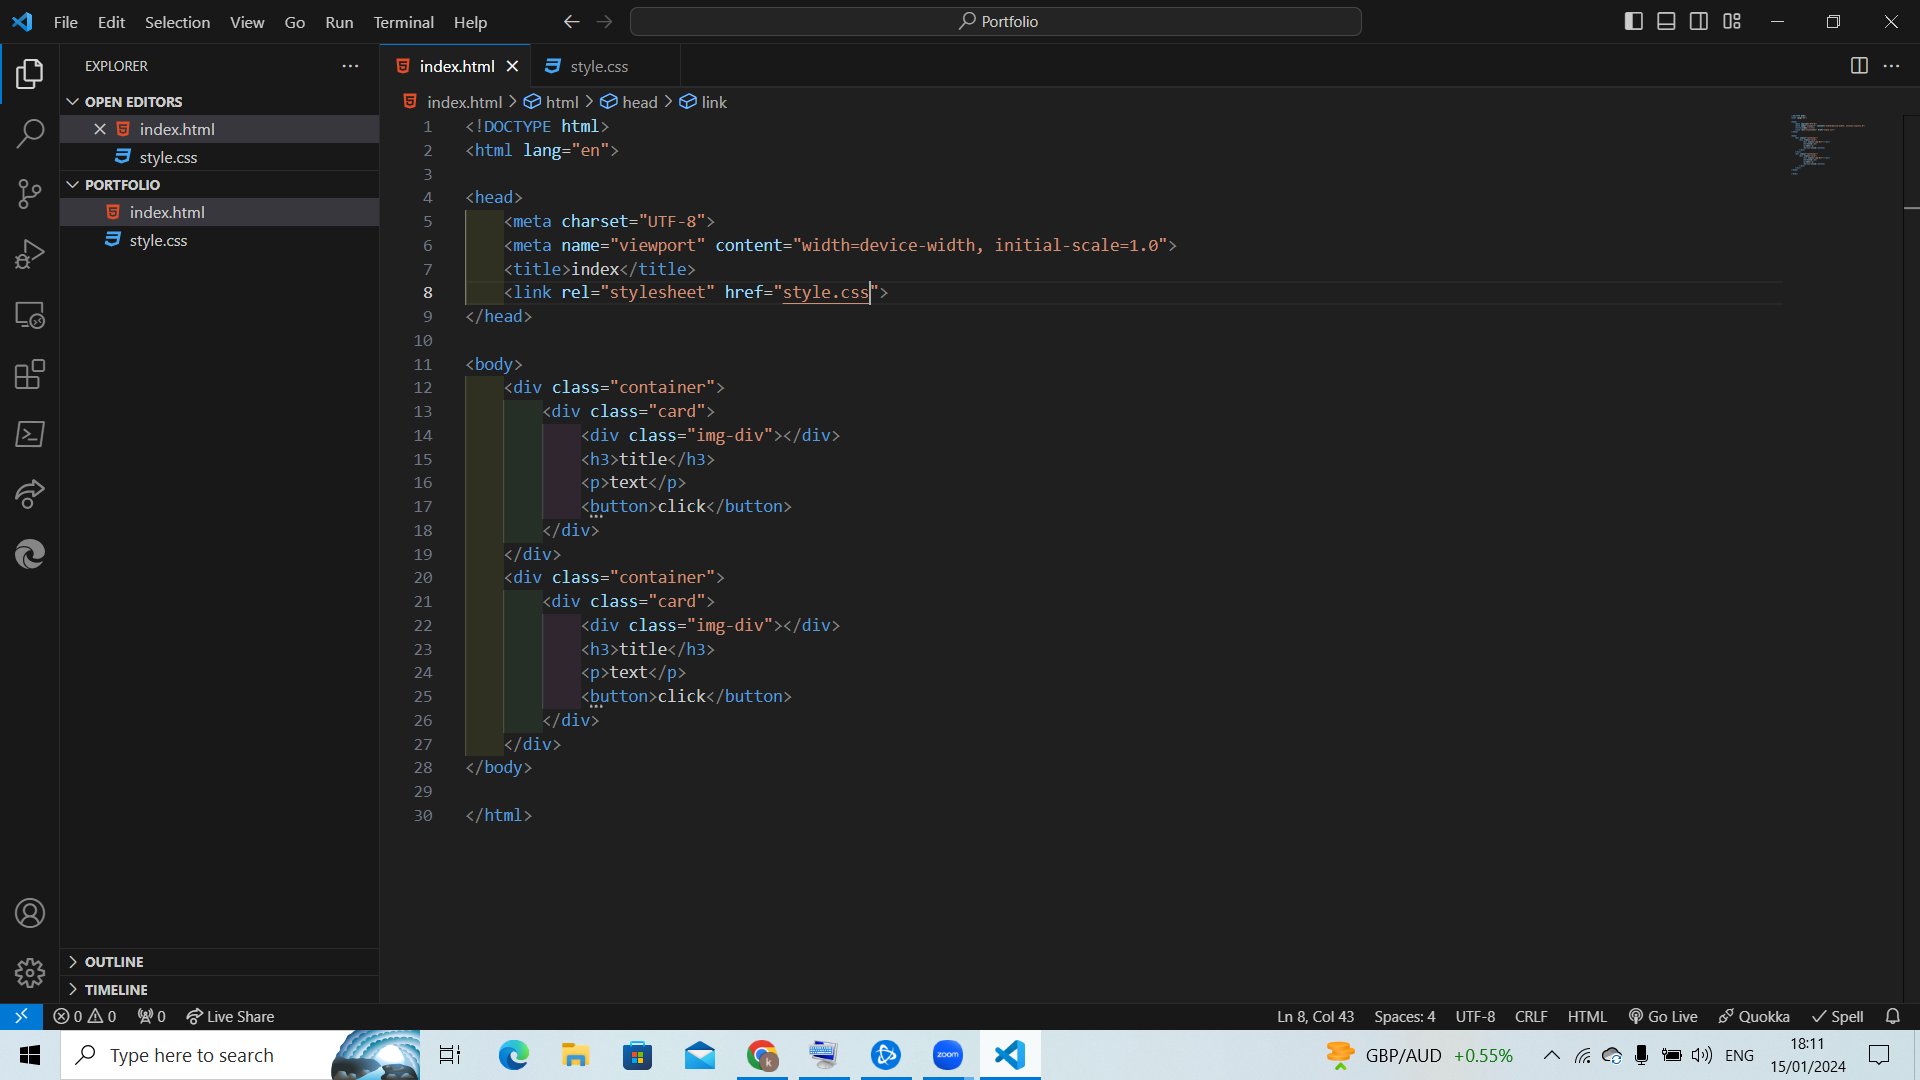 File Edit Selection View Go Run Terminal Help
Portfolio
EXPLORER
OPEN EDITORS
index.html
style.css
PORTFOLIO
index.html
style.css
OUTLINE
TIMELINE
index.html style.css
index.html > html > head > link
1 <!DOCTYPE html>
2 <html lang="en">
3
4 <head>
5 <meta charset="UTF-8">
6 <meta name="viewport" content="width=device-width, initial-scale=1.0">
7 <title>index</title>
8 <link rel="stylesheet" href="style.css">
9 </head>
10
11 <body>
12 <div class="container">
13 <div class="card">
14 <div class="img-div"></div>
15 <h3>title</h3>
16 <p>text</p>
17 <button>click</button>
18 </div>
19 </div>
20 <div class="container">
21 <div class="card">
22 <div class="img-div"></div>
23 <h3>title</h3>
24 <p>text</p>
25 <button>click</button>
26 </div>
27 </div>
28 </body>
29
30 </html>
0 0 0 Live Share
Ln 8, Col 43 Spaces: 4 UTF-8 CRLF HTML Go Live Quokka Spell
Type here to search
zoom
GBP/AUD +0.55%
ENG
18:11
15/01/2024